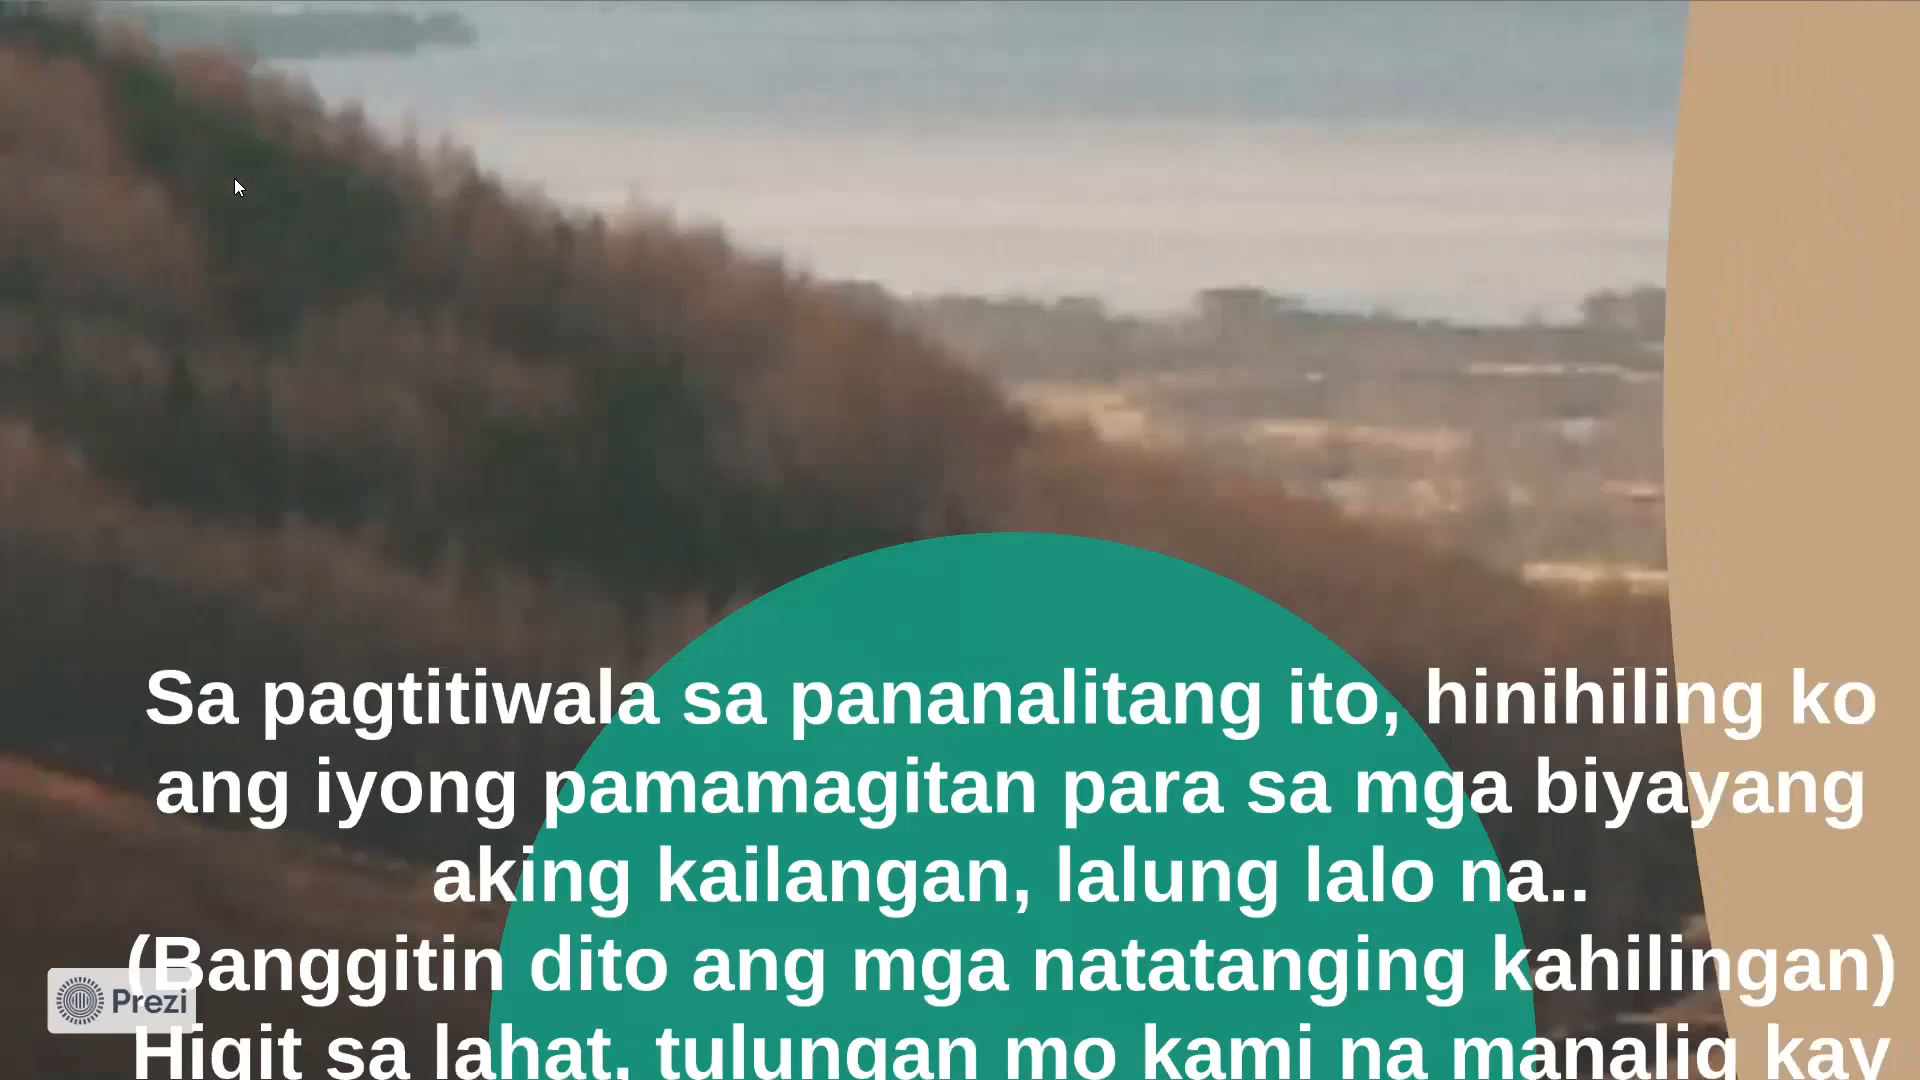 Sa pagtitiwala sa pananalitang ito, hinihiling ko
ang iyong pamamagitan para sa mga biyayang
aking kailangan, lalung lalo na..
(Banggitin dito ang mga natatanging kahilingan)
Prezi
Higit sa lahat, tulungan mo kami na manalig kay